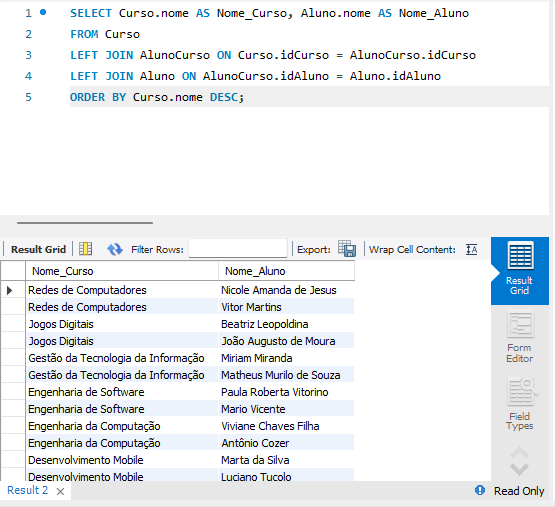 1 SELECT Curso.nome AS Nome_Curso, Aluno.nome AS Nome_Aluno
2 FROM Curso
3 LEFT JOIN AlunoCurso ON Curso.idCurso = AlunoCurso.idCurso
4 LEFT JOIN Aluno ON AlunoCurso.idAluno = Aluno.idAluno
5 ORDER BY Curso.nome DESC;
Result Grid Filter Rows: Export: Wrap Cell Content: IA
Nome_Curso Nome_Aluno
Redes de Computadores Nicole Amanda de Jesus
Redes de Computadores Vitor Martins
Jogos Digitais Beatriz Leopoldina
Jogos Digitais João Augusto de Moura
Gestão da Tecnologia da Informação Miriam Miranda
Gestão da Tecnologia da Informação Matheus Murilo de Souza
Engenharia de Software Paula Roberta Vitorino
Engenharia de Software Mario Vicente
Engenharia da Computação Viviane Chaves Filha
Engenharia da Computação Antônio Cozer
Desenvolvimento Mobile Marta da Silva
Desenvolvimento Mobile Luciano Tucolo
Result
Grid
Form
Editor
Field
Types
Result 2 Read Only